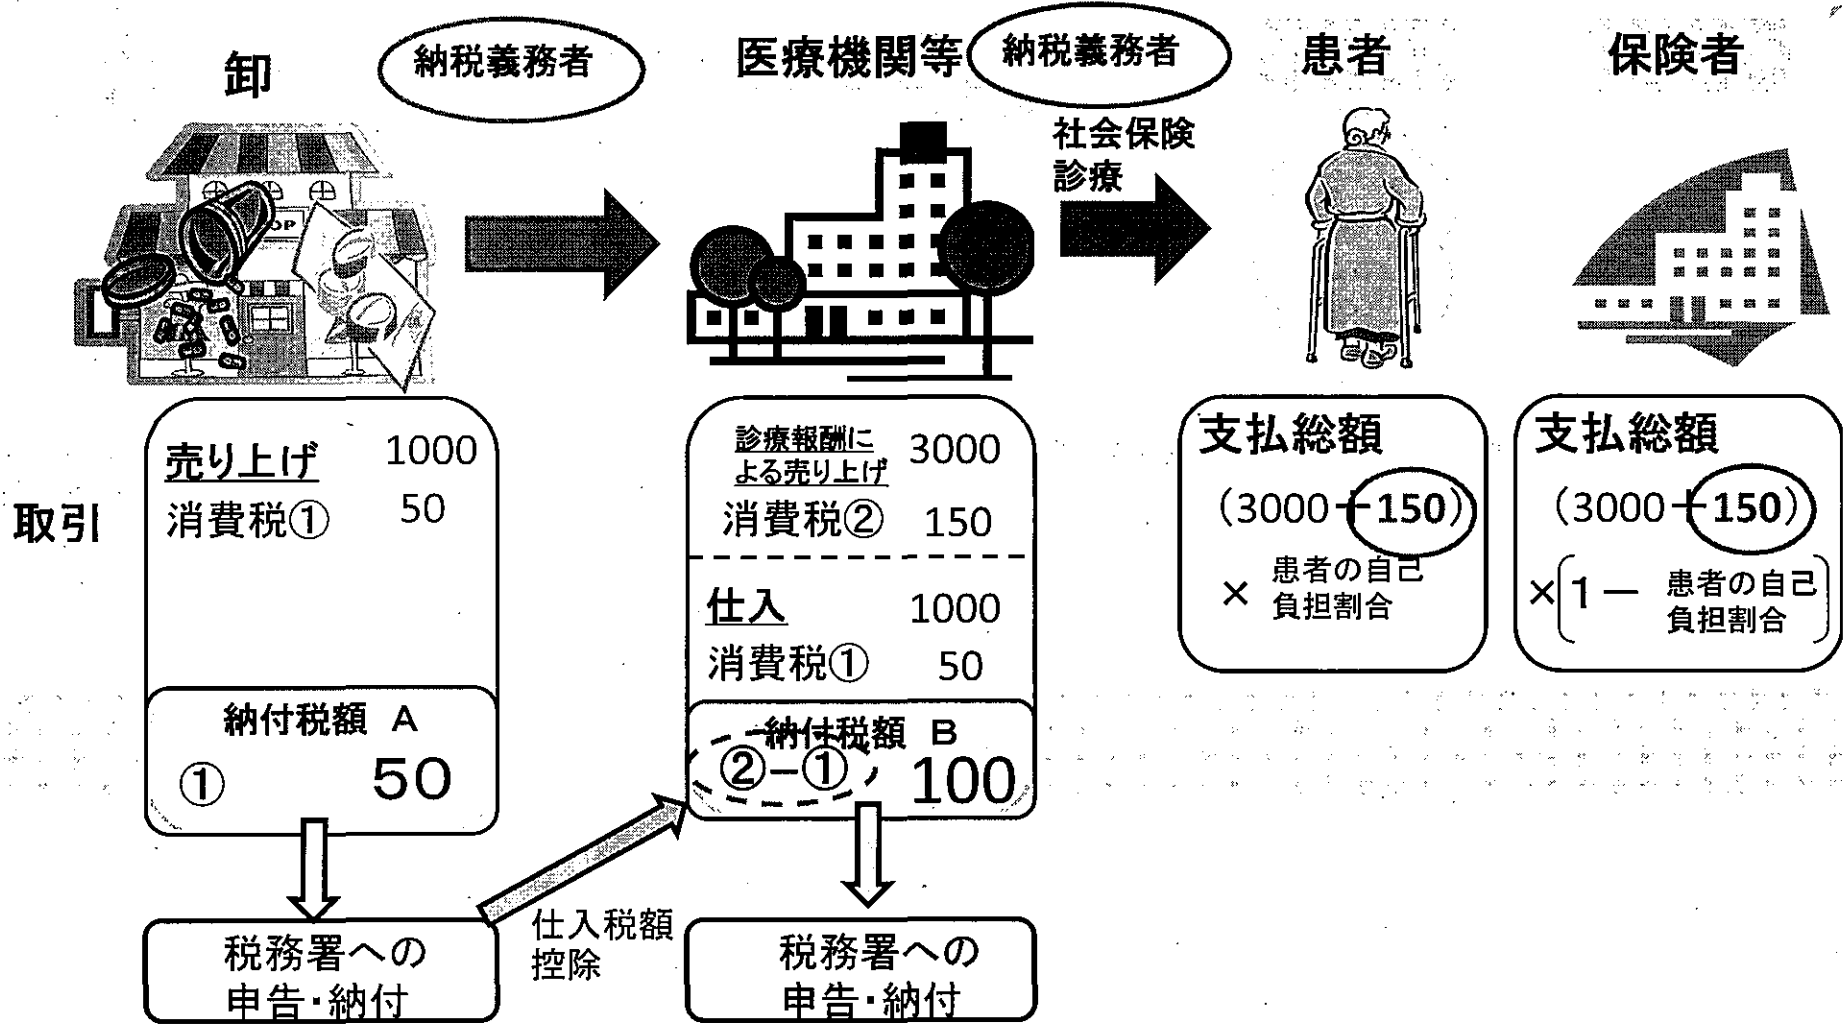 卸
納税義務者
医療機関等
納税義務者
患者
保険者
社会保険
診療
OP
取引
売り上げ 1000
消費税① 50
納付税額 A
① 50
税務署への
申告・納付
仕入税額
控除
診療報酬に
よる売り上げ 3000
消費税② 150
仕入 1000
消費税① 50
納付税額 B
②-① 100
税務署への
申告・納付
支払総額
(3000+150)
× 患者の自己
負担割合
支払総額
(3000+150)
×[1- 患者の自己
負担割合]